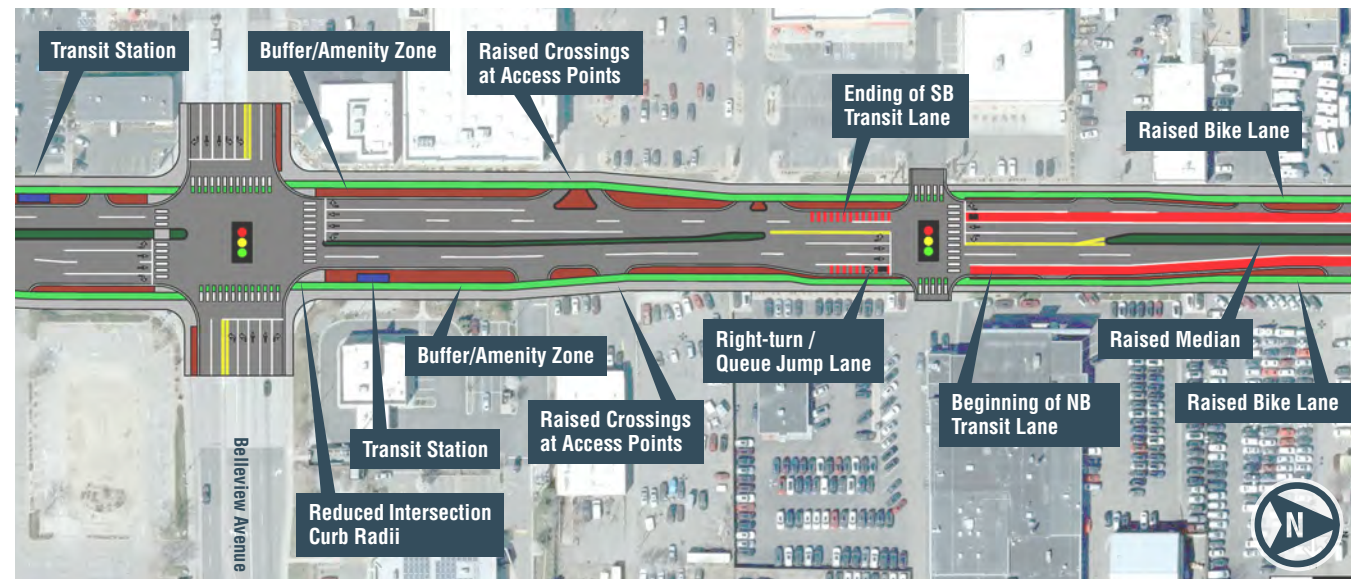 Transit Station
Buffer/Amenity Zone
Raised Crossings
at Access Points
Ending of SB
Transit Lane
Raised Bike Lane
Right-turn /
Queue Jump Lane
Raised Median
Buffer/Amenity Zone
Beginning of NB
Transit Lane
Raised Bike Lane
Raised Crossings
at Access Points
Transit Station
Reduced Intersection
Curb Radii
Belleview Avenue
N